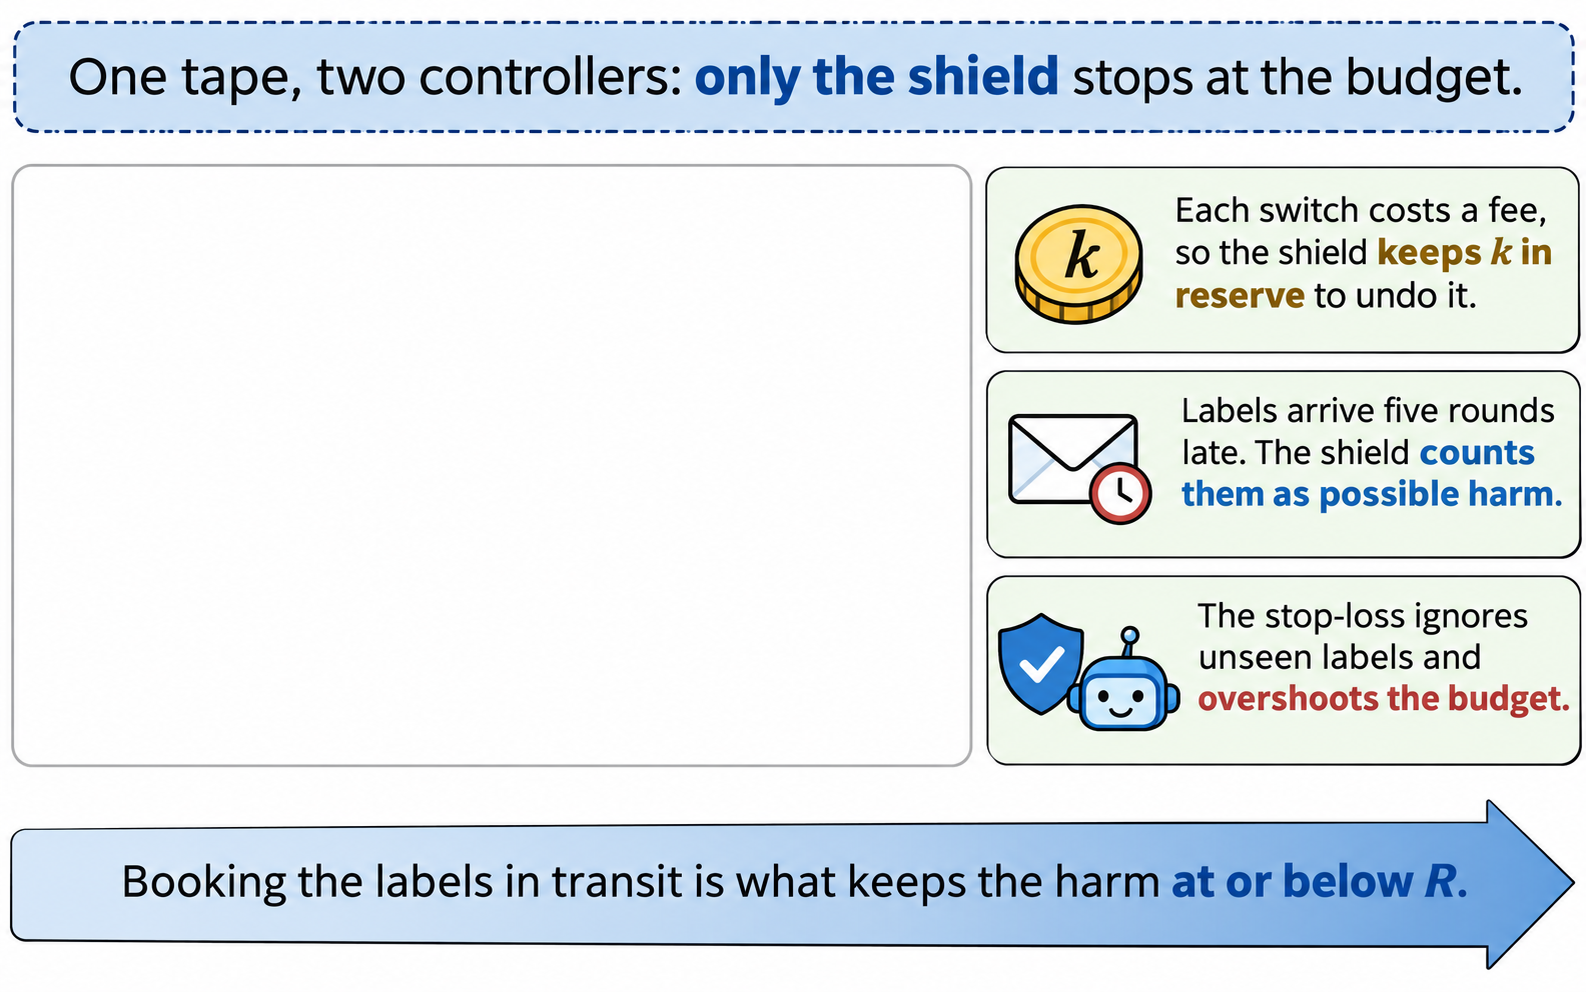 One tape, two controllers: only the shield stops at the budget.
k
Each switch costs a fee,
so the shield keeps k in
reserve to undo it.
Labels arrive five rounds
late. The shield counts
them as possible harm.
The stop-loss ignores
unseen labels and
overshoots the budget.
Booking the labels in transit is what keeps the harm at or below R.